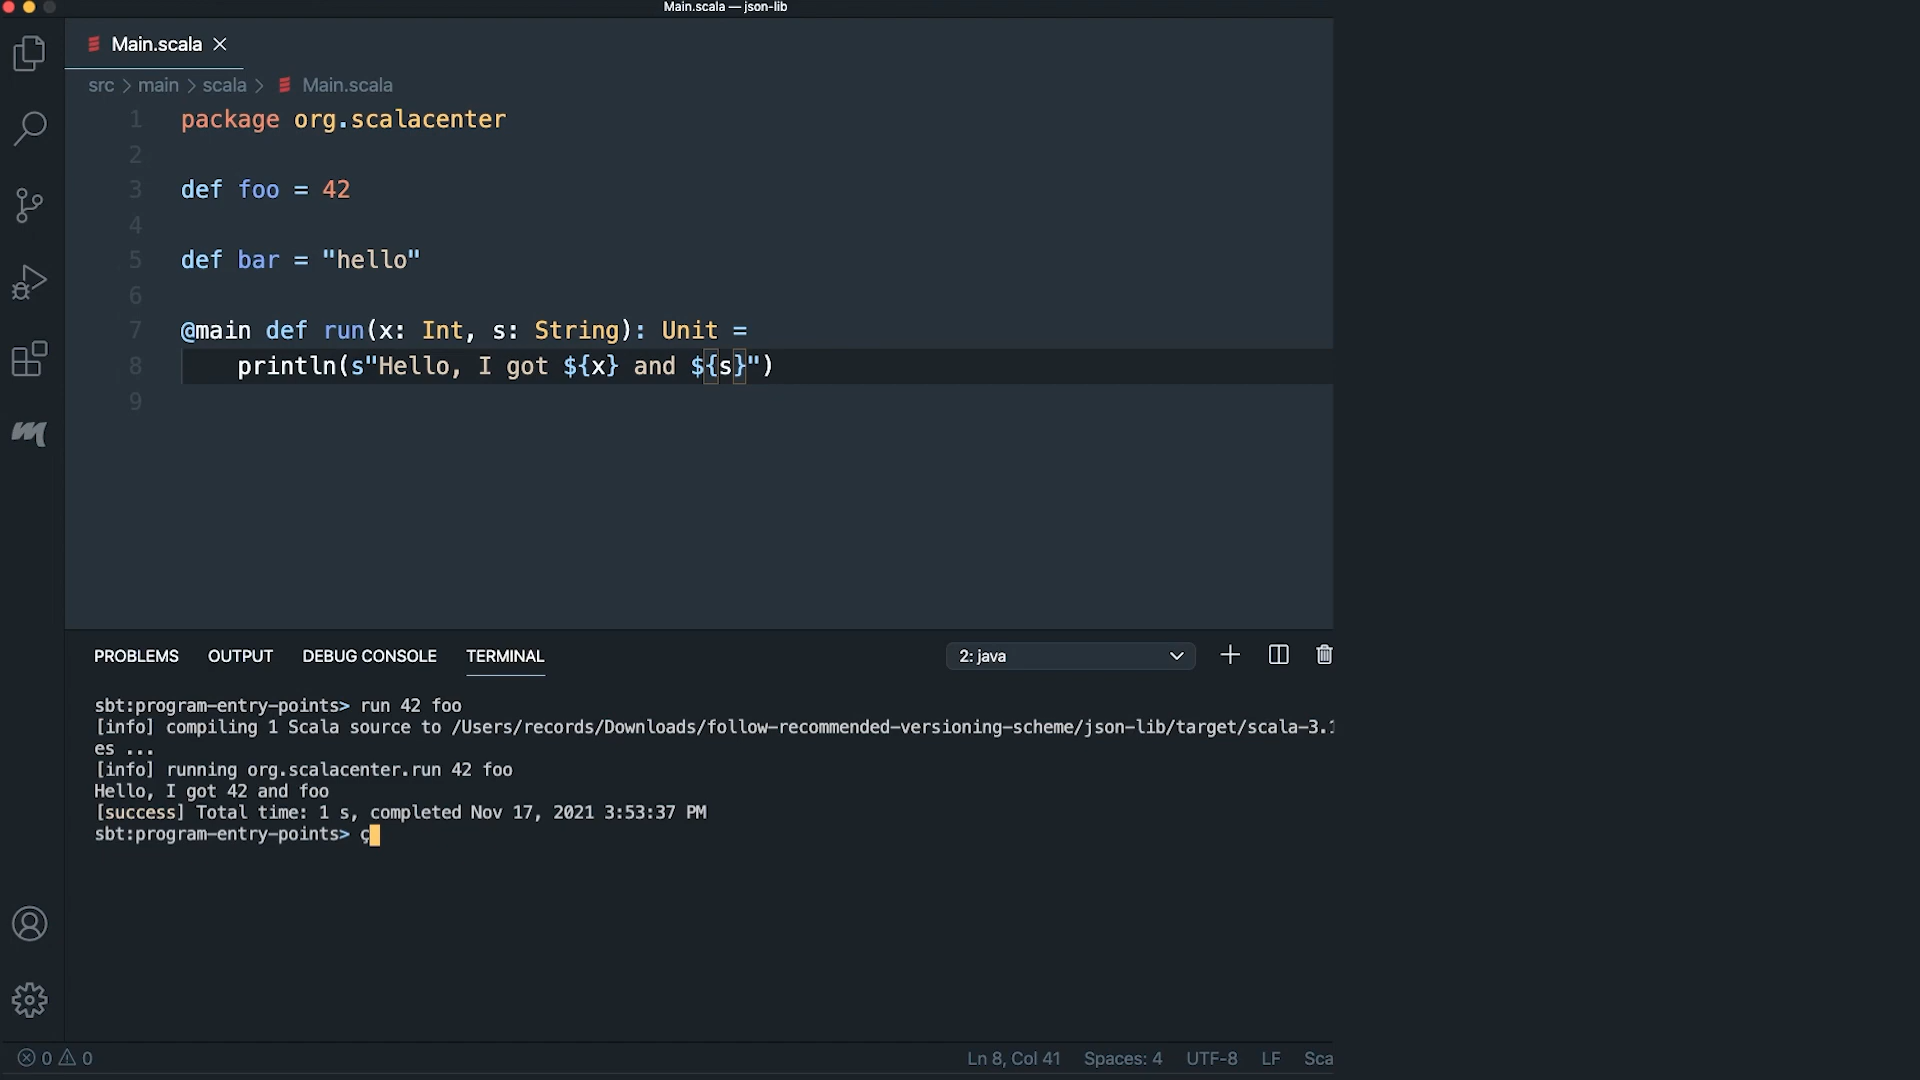 Main.scala — json-lib
Main.scala
src > main > scala > Main.scala
1 package org.scalacenter
2
3 def foo = 42
4
5 def bar = "hello"
6
7 @main def run(x: Int, s: String): Unit =
8     println(s"Hello, I got ${x} and ${s}")
9
PROBLEMS OUTPUT DEBUG CONSOLE TERMINAL 2: java
sbt:program-entry-points> run 42 foo
[info] compiling 1 Scala source to /Users/records/Downloads/follow-recommended-versioning-scheme/json-lib/target/scala-3.1
es ...
[info] running org.scalacenter.run 42 foo
Hello, I got 42 and foo
[success] Total time: 1 s, completed Nov 17, 2021 3:53:37 PM
sbt:program-entry-points> ç
0 0 Ln 8, Col 41 Spaces: 4 UTF-8 LF Sca